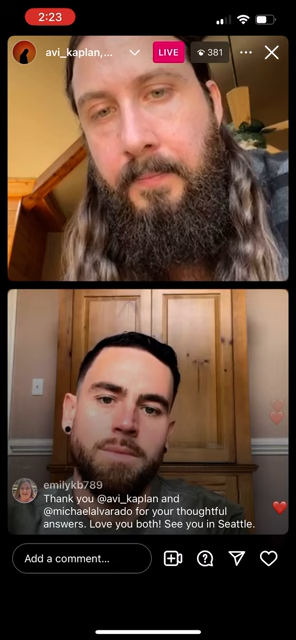 2:23
avi_kaplan,...
LIVE
381
emilykb789
Thank you @avi_kaplan and
@michaelalvarado for your thoughtful
answers. Love you both! See you in Seattle.
Add a comment...